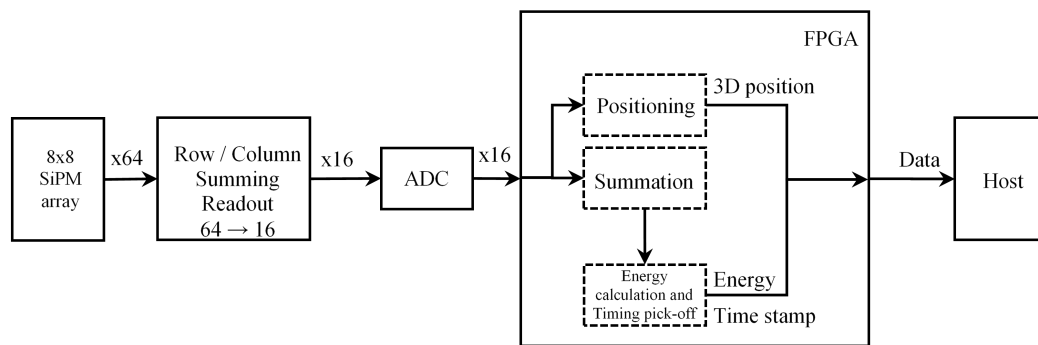 FPGA
8x8
SiPM
array
x64
Row / Column
Summing
Readout
64 → 16
x16
ADC
x16
Positioning
3D position
Summation
Energy
calculation and
Timing pick-off
Energy
Time stamp
Data
Host